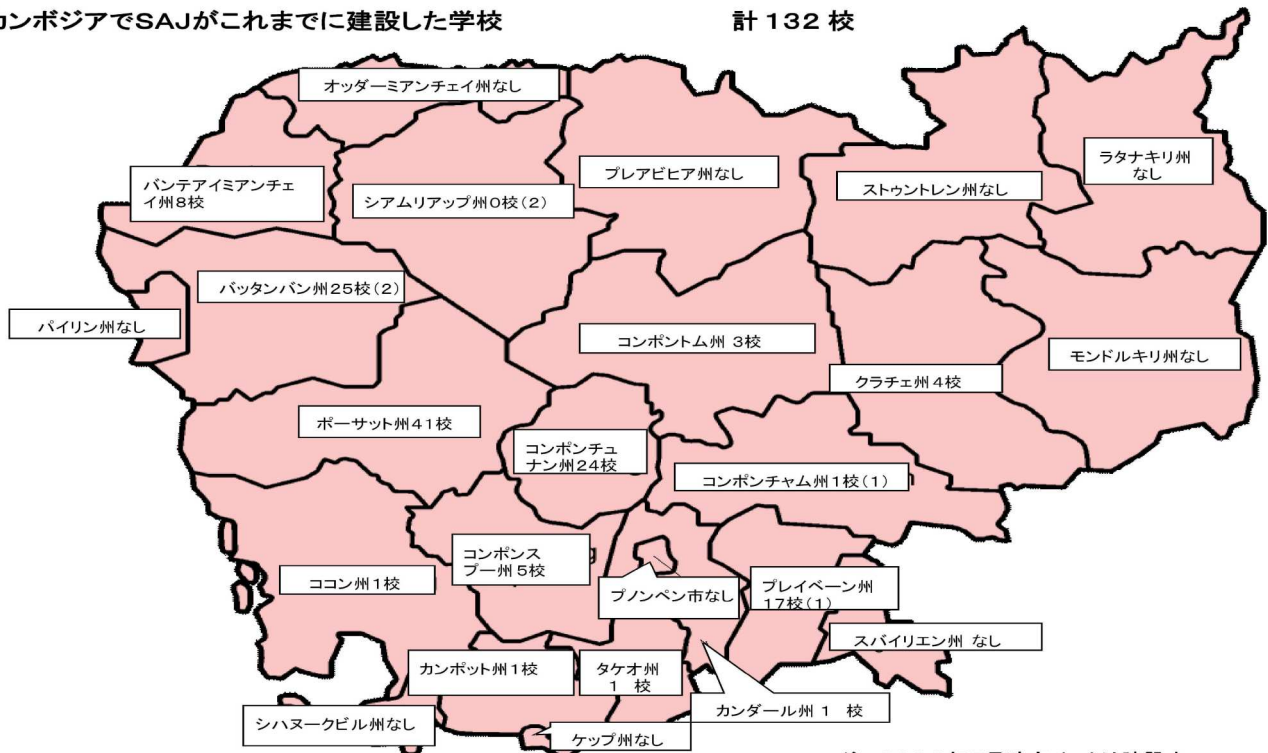 カンボジアでSAJがこれまでに建設した学校
計 132 校
オッダーミアンチェイ州なし
プレアビヒア州なし
ラタナキリ州
なし
バンテアイミアンチェ
イ州8校
シアムリアップ州0校(2)
ストゥントレン州なし
バッタンバン州25校(2)
パイリン州なし
コンポントム州 3校
モンドルキリ州なし
クラチェ州4校
ポーサット州41校
コンポンチュ
ナン州24校
コンポンチャム州1校(1)
コンポンス
プー州5校
ココン州1校
プノンペン市なし
プレイベーン州
17校(1)
スバイリエン州 なし
カンポット州1校
タケオ州
1 校
カンダール州 1 校
シハヌークビル州なし
ケップ州なし